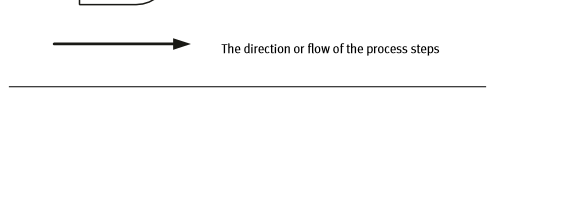 The direction or flow of the process steps